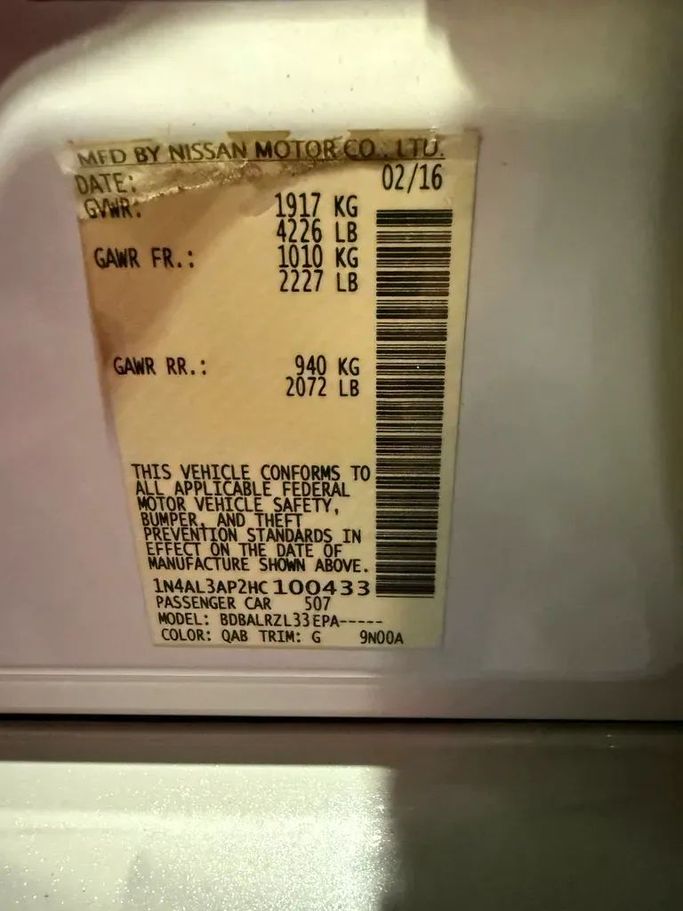 MFD BY NISSAN MOTOR CO., LTD.
DATE: 02/16
GVWR: 1917 KG
4226 LB
GAWR FR.: 1010 KG
2227 LB
GAWR RR.: 940 KG
2072 LB
THIS VEHICLE CONFORMS TO
ALL APPLICABLE FEDERAL
MOTOR VEHICLE SAFETY,
BUMPER, AND THEFT
PREVENTION STANDARDS IN
EFFECT ON THE DATE OF
MANUFACTURE SHOWN ABOVE.
1N4AL3AP2HC100433
PASSENGER CAR 507
MODEL: BDBALRZL33EPA-----
COLOR: QAB TRIM: G 9N00A